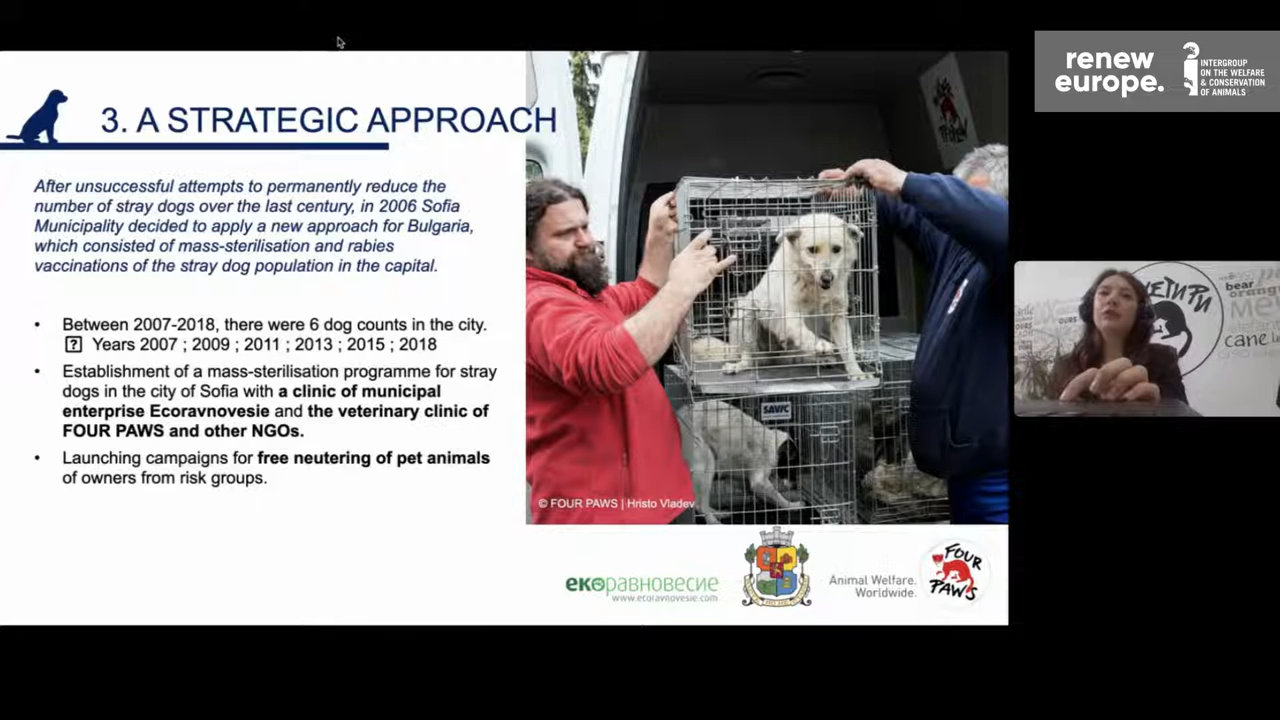 renew
europe.
INTERGROUP
ON THE WELFARE
& CONSERVATION
OF ANIMALS
3. A STRATEGIC APPROACH
After unsuccessful attempts to permanently reduce the
number of stray dogs over the last century, in 2006 Sofia
Municipality decided to apply a new approach for Bulgaria,
which consisted of mass-sterilisation and rabies
vaccinations of the stray dog population in the capital.
• Between 2007-2018, there were 6 dog counts in the city.
Years 2007 ; 2009 ; 2011 ; 2013 ; 2015 ; 2018
• Establishment of a mass-sterilisation programme for stray
dogs in the city of Sofia with a clinic of municipal
enterprise Ecoravnovesie and the veterinary clinic of
FOUR PAWS and other NGOs.
• Launching campaigns for free neutering of pet animals
of owners from risk groups.
SAVIC
© FOUR PAWS | Hristo Vladev
екоравновесие
www.ecoravnovesie.com
Animal Welfare.
Worldwide.
FOUR
PAWS
bear
orang
cane